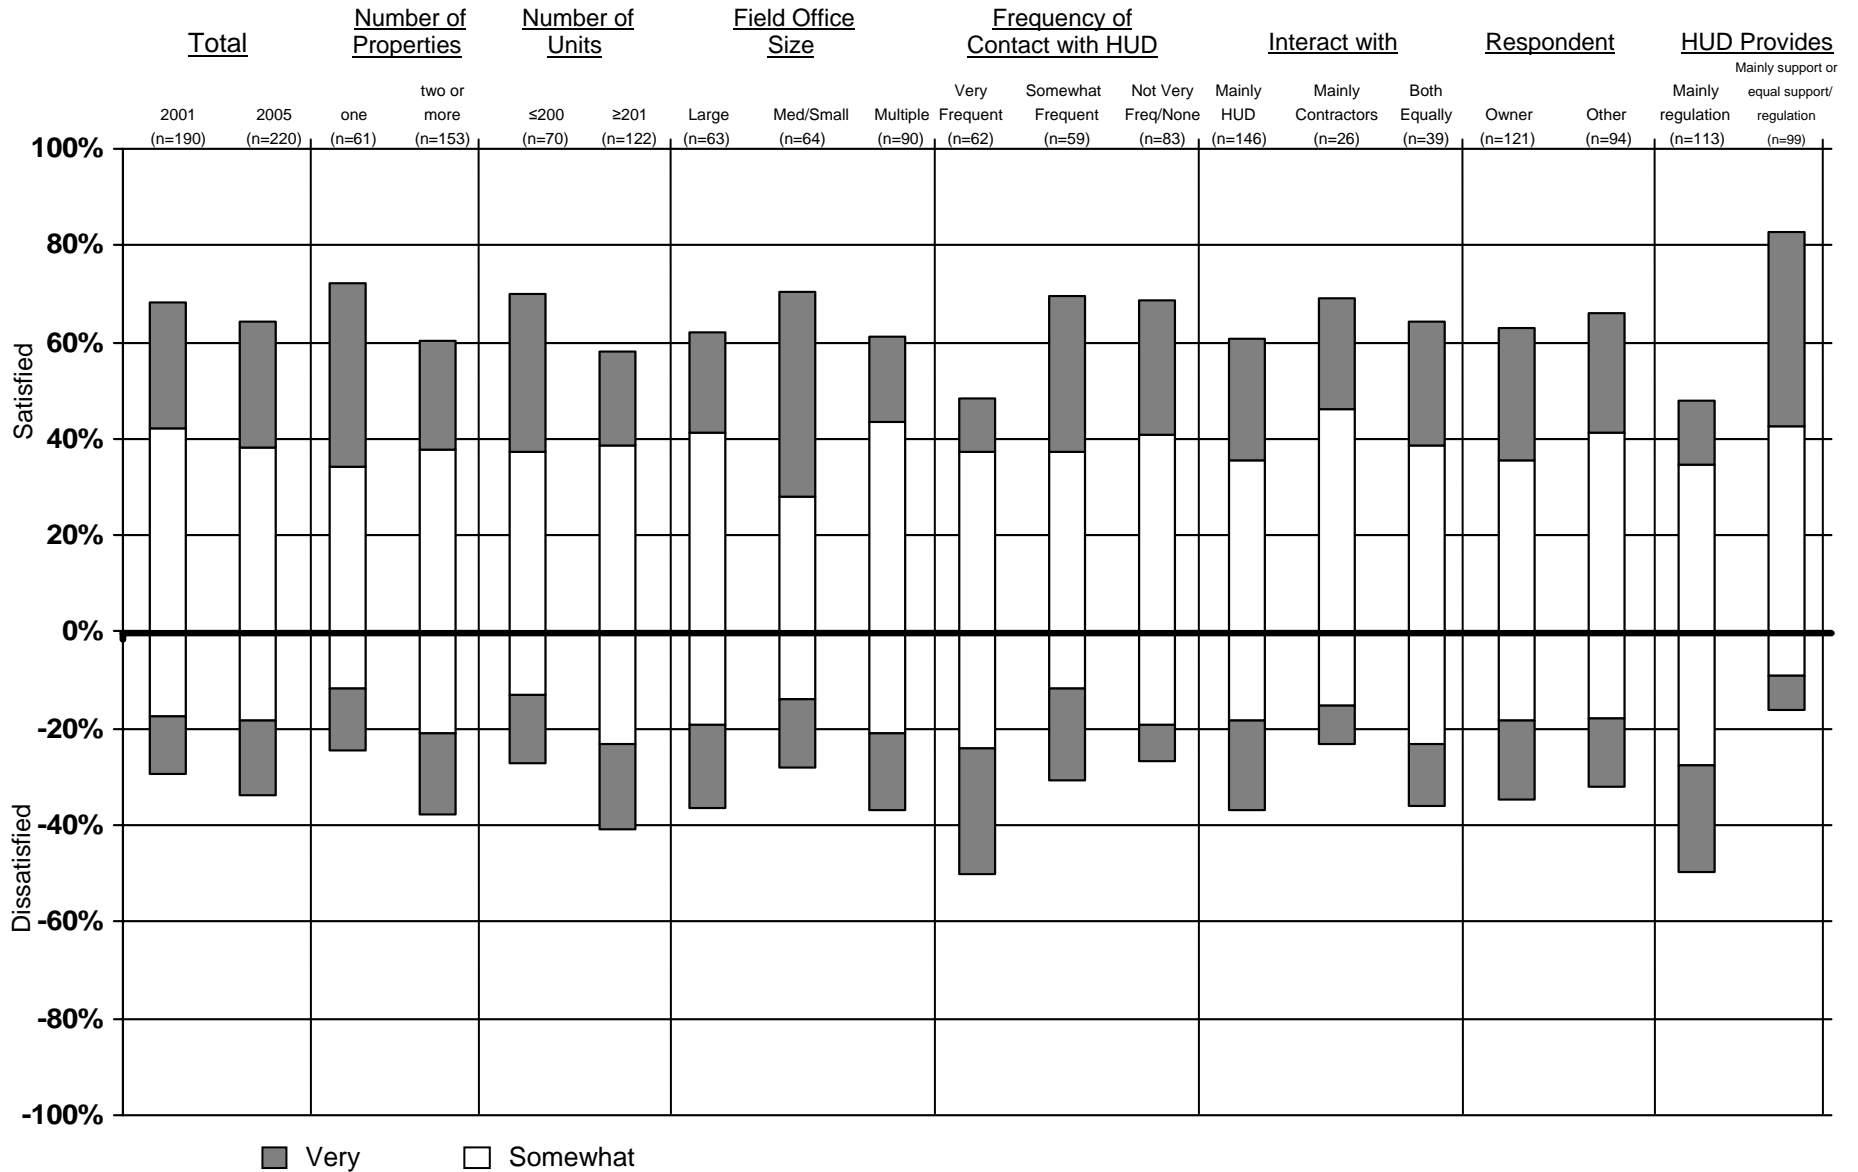 Total
Number of
Properties
Number of
Units
Field Office
Size
Frequency of
Contact with HUD
Interact with
Respondent
HUD Provides
2001
(n=190)
2005
(n=220)
one
(n=61)
two or
more
(n=153)
≤200
(n=70)
≥201
(n=122)
Large
(n=63)
Med/Small
(n=64)
Multiple
(n=90)
Very
Frequent
(n=62)
Somewhat
Frequent
(n=59)
Not Very
Freq/None
(n=83)
Mainly
HUD
(n=146)
Mainly
Contractors
(n=26)
Both
Equally
(n=39)
Owner
(n=121)
Other
(n=94)
Mainly
regulation
(n=113)
Mainly support or
equal support/
regulation
(n=99)
100%
80%
60%
40%
20%
0%
-20%
-40%
-60%
-80%
-100%
Satisfied
Dissatisfied
Very
Somewhat